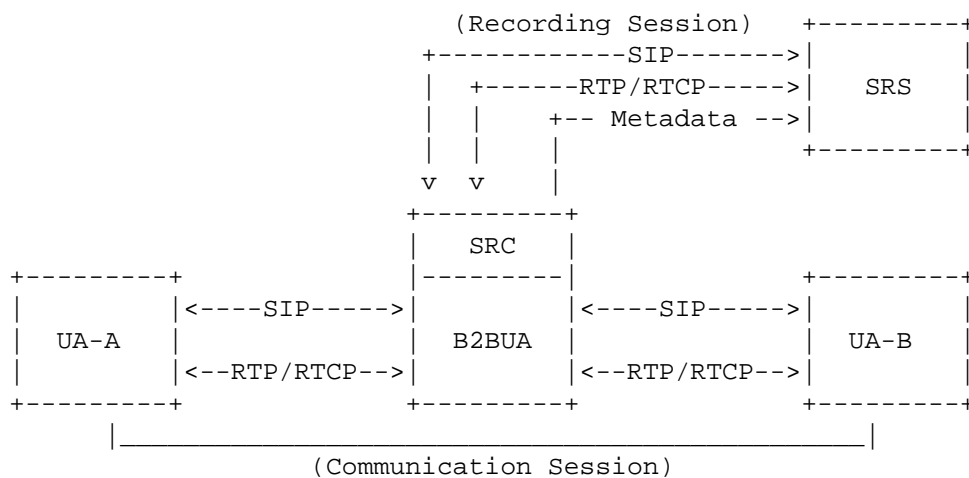 (Recording Session) +---------+
+------------SIP------->| |
| +------RTP/RTCP----->| SRS |
| | +-- Metadata -->| |
| | | +---------+
v v |
+---------+
| SRC |
+---------+ |---------| +---------+
| |<----SIP----->| |<----SIP----->| |
| UA-A | | B2BUA | | UA-B |
| |<--RTP/RTCP-->| |<--RTP/RTCP-->| |
+---------+ +---------+ +---------+
|_______________________________________________|
(Communication Session)